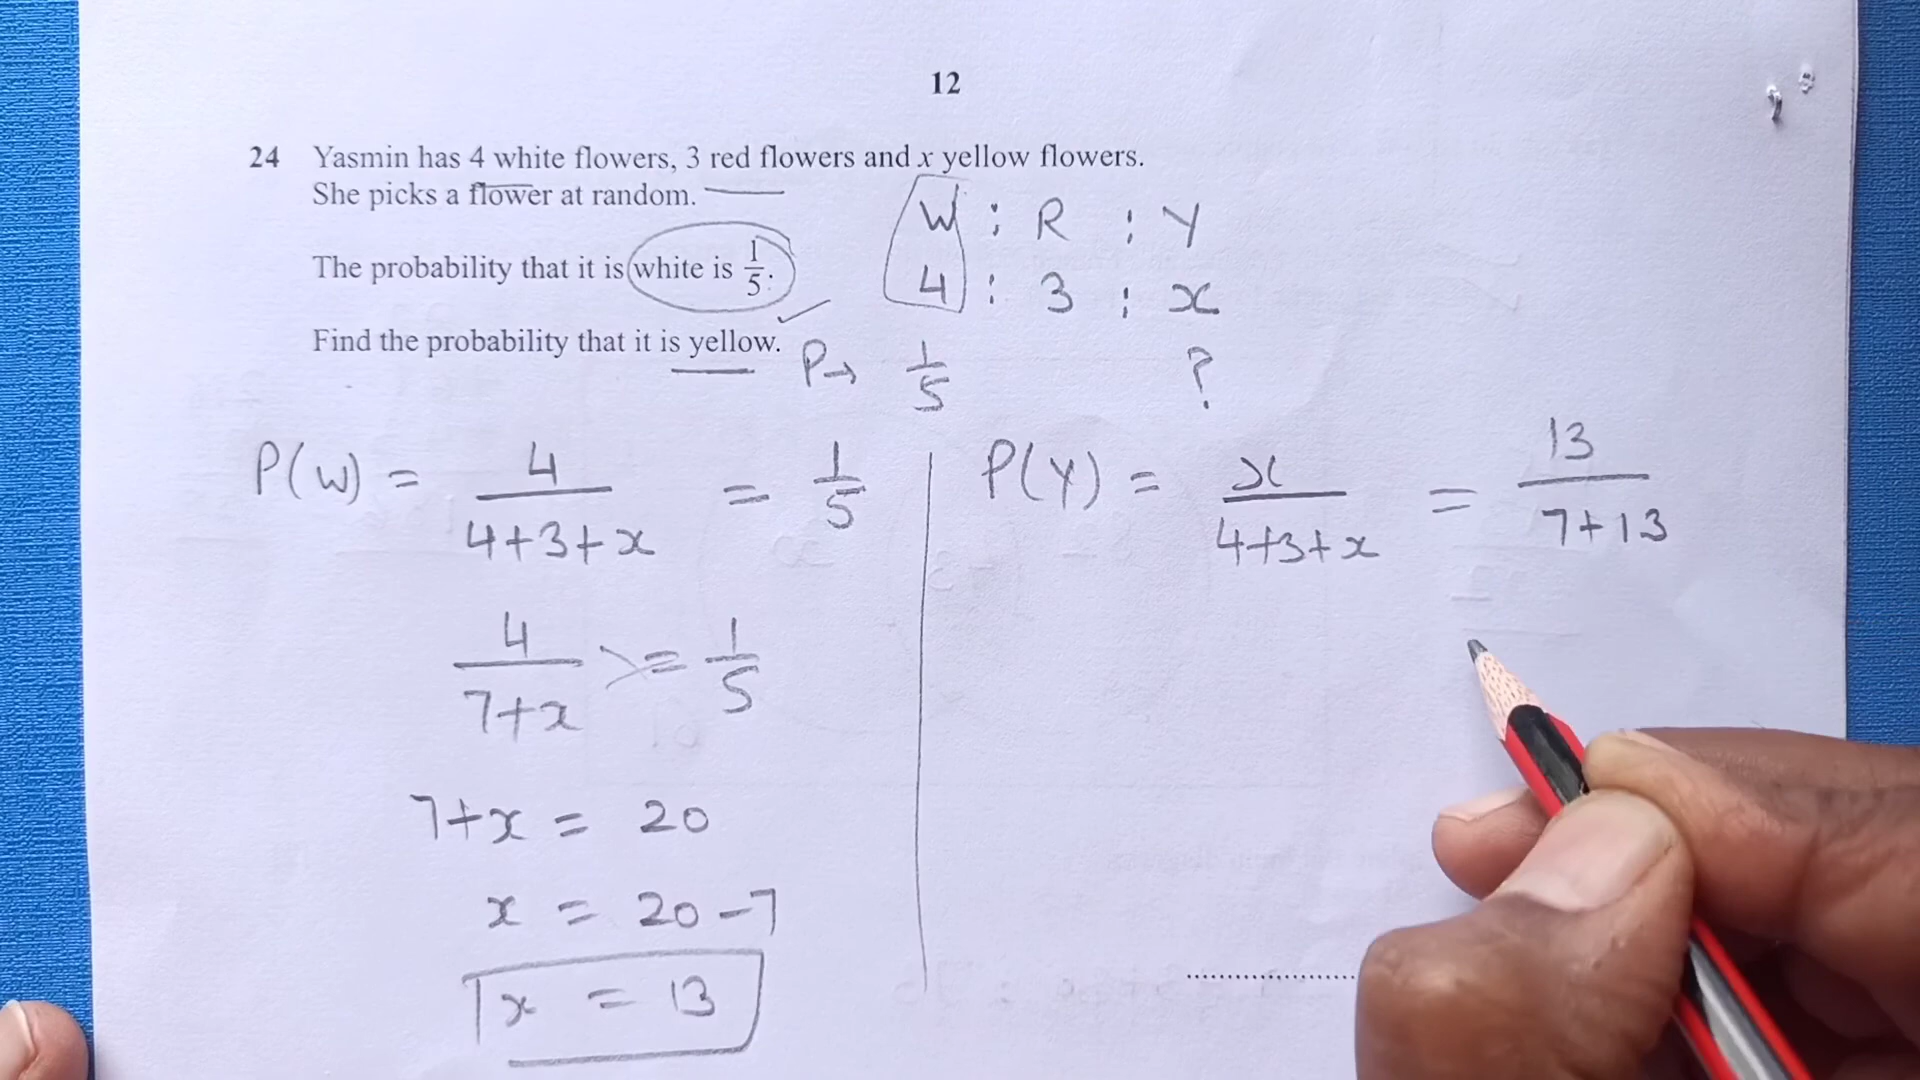 12
24 Yasmin has 4 white flowers, 3 red flowers and x yellow flowers.
She picks a flower at random.
W : R : Y
The probability that it is white is 1/5.
4 : 3 : x
Find the probability that it is yellow.
P→ 1/5 ?
P(W) = 4/(4+3+x) = 1/5
4/(7+x) = 1/5
7+x = 20
x = 20-7
x = 13
P(Y) = x/(4+3+x) = 13/(7+13)